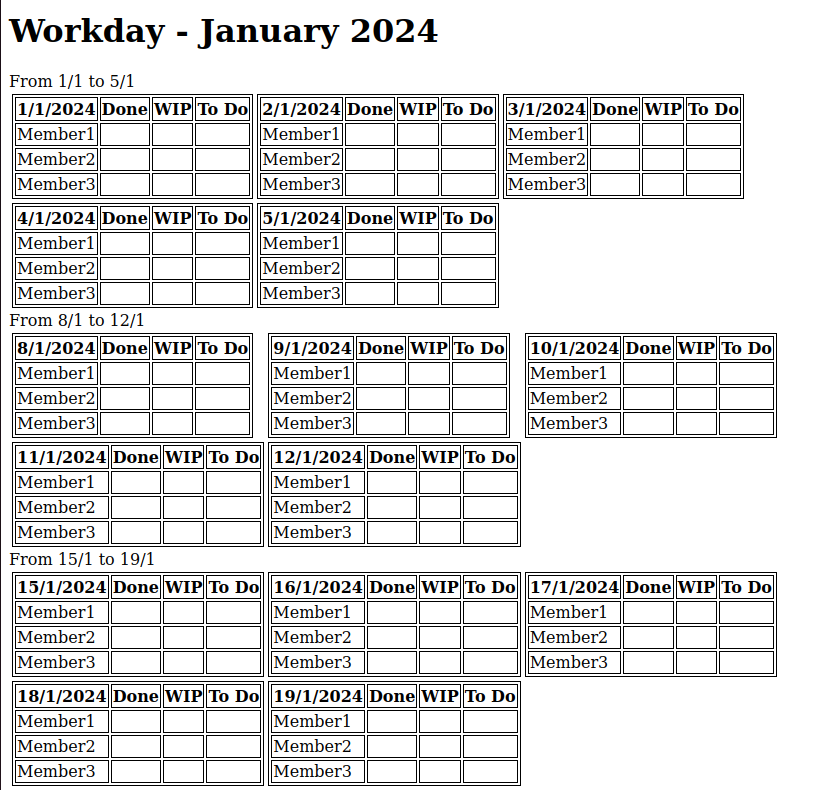 Workday - January 2024
From 1/1 to 5/1
1/1/2024 Done WIP To Do 2/1/2024 Done WIP To Do 3/1/2024 Done WIP To Do
Member1 Member1 Member1
Member2 Member2 Member2
Member3 Member3 Member3
4/1/2024 Done WIP To Do 5/1/2024 Done WIP To Do
Member1 Member1
Member2 Member2
Member3 Member3
From 8/1 to 12/1
8/1/2024 Done WIP To Do 9/1/2024 Done WIP To Do 10/1/2024 Done WIP To Do
Member1 Member1 Member1
Member2 Member2 Member2
Member3 Member3 Member3
11/1/2024 Done WIP To Do 12/1/2024 Done WIP To Do
Member1 Member1
Member2 Member2
Member3 Member3
From 15/1 to 19/1
15/1/2024 Done WIP To Do 16/1/2024 Done WIP To Do 17/1/2024 Done WIP To Do
Member1 Member1 Member1
Member2 Member2 Member2
Member3 Member3 Member3
18/1/2024 Done WIP To Do 19/1/2024 Done WIP To Do
Member1 Member1
Member2 Member2
Member3 Member3